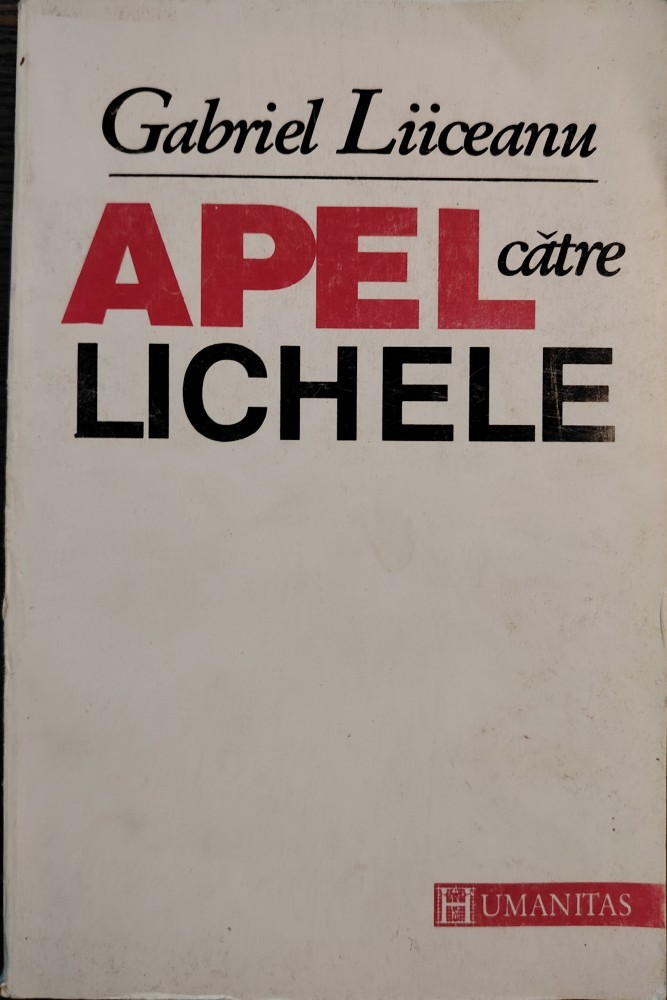 Gabriel Liiceanu
APEL către
LICHELE
HUMANITAS